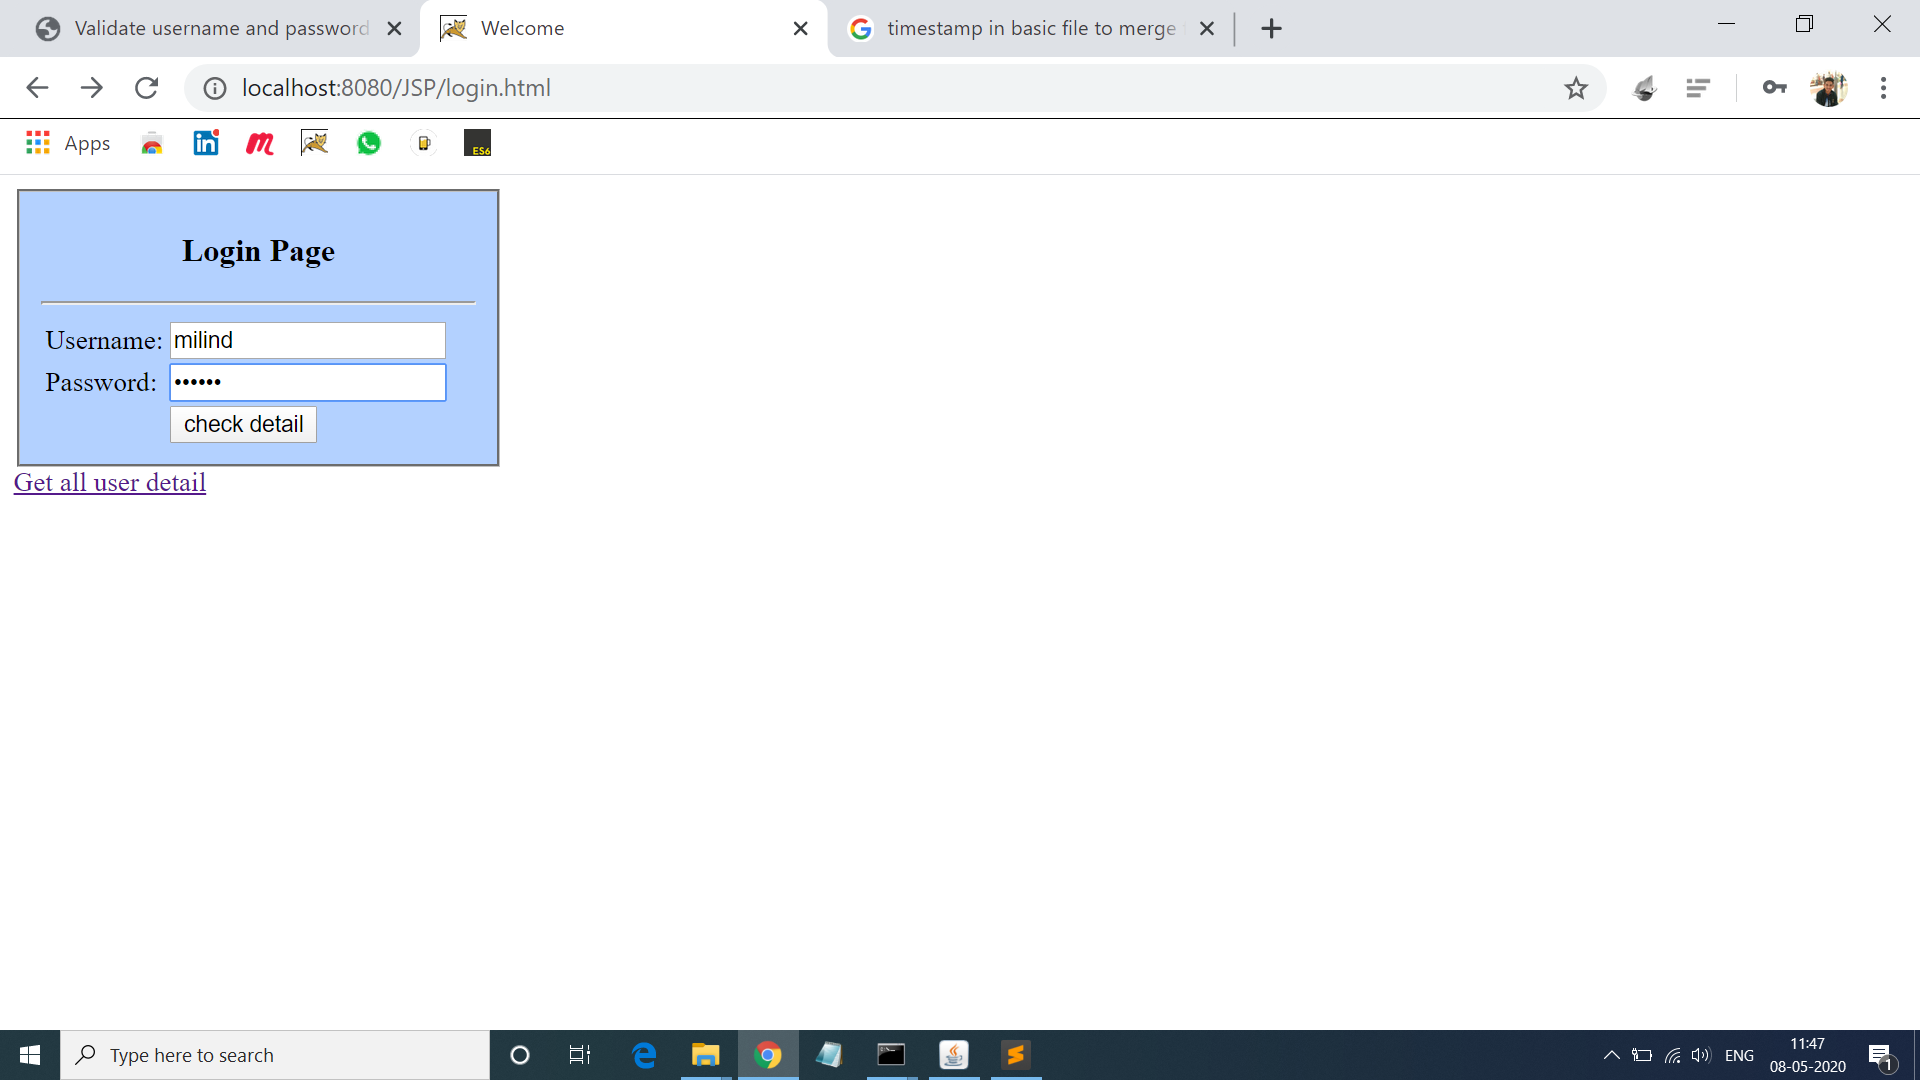 Validate username and password
Welcome
timestamp in basic file to merge
localhost:8080/JSP/login.html
Apps
ES6
Login Page
Username: milind
Password: ••••••
check detail
Get all user detail
Type here to search
ENG
11:47
08-05-2020
1